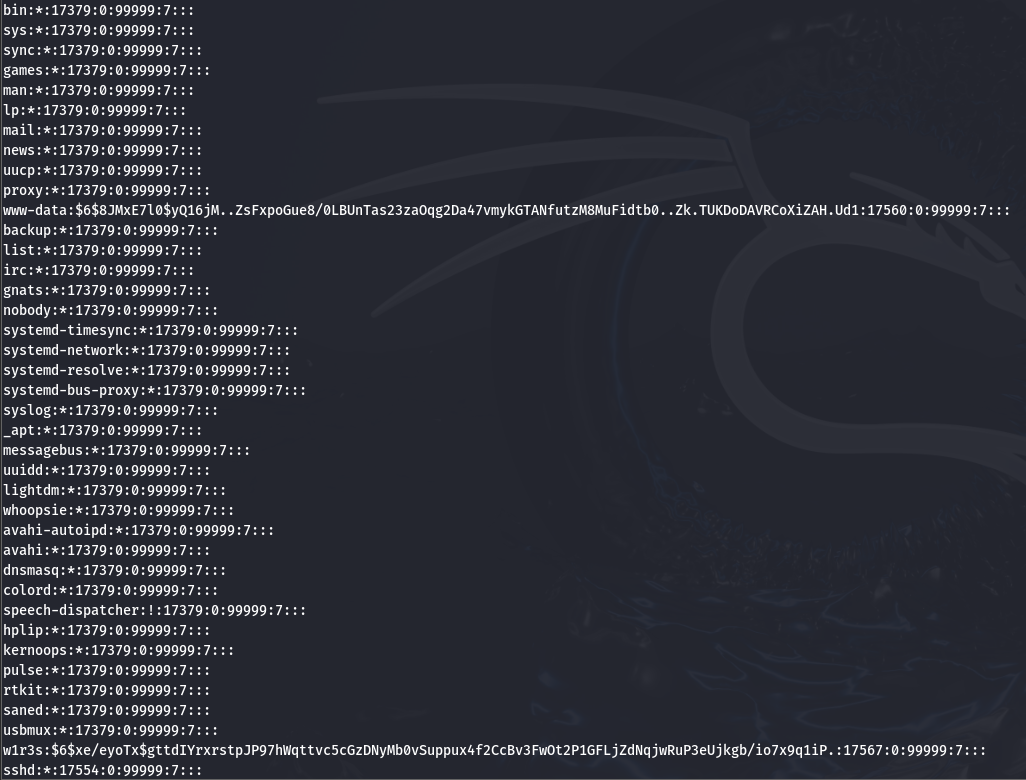 bin:*:17379:0:99999:7:::
sys:*:17379:0:99999:7:::
sync:*:17379:0:99999:7:::
games:*:17379:0:99999:7:::
man:*:17379:0:99999:7:::
lp:*:17379:0:99999:7:::
mail:*:17379:0:99999:7:::
news:*:17379:0:99999:7:::
uucp:*:17379:0:99999:7:::
proxy:*:17379:0:99999:7:::
www-data:$6$8JMxE7l0$yQ16jM..ZsFxpoGue8/0LBUnTas23zaOqg2Da47vmykGTANfutzM8MuFidtb0..Zk.TUKDoDAVRCoXiZAH.Ud1:17560:0:99999:7:::
backup:*:17379:0:99999:7:::
list:*:17379:0:99999:7:::
irc:*:17379:0:99999:7:::
gnats:*:17379:0:99999:7:::
nobody:*:17379:0:99999:7:::
systemd-timesync:*:17379:0:99999:7:::
systemd-network:*:17379:0:99999:7:::
systemd-resolve:*:17379:0:99999:7:::
systemd-bus-proxy:*:17379:0:99999:7:::
syslog:*:17379:0:99999:7:::
_apt:*:17379:0:99999:7:::
messagebus:*:17379:0:99999:7:::
uuidd:*:17379:0:99999:7:::
lightdm:*:17379:0:99999:7:::
whoopsie:*:17379:0:99999:7:::
avahi-autoipd:*:17379:0:99999:7:::
avahi:*:17379:0:99999:7:::
dnsmasq:*:17379:0:99999:7:::
colord:*:17379:0:99999:7:::
speech-dispatcher:!:17379:0:99999:7:::
hplip:*:17379:0:99999:7:::
kernoops:*:17379:0:99999:7:::
pulse:*:17379:0:99999:7:::
rtkit:*:17379:0:99999:7:::
saned:*:17379:0:99999:7:::
usbmux:*:17379:0:99999:7:::
w1r3s:$6$xe/eyoTx$gttdIYrxrstpJP97hWqttvc5cGzDNyMb0vSuppux4f2CcBv3FwOt2P1GFLjZdNqjwRuP3eUjkgb/io7x9q1iP.:17567:0:99999:7:::
sshd:*:17554:0:99999:7:::